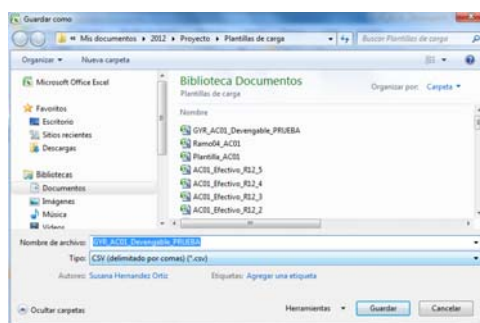 Guardar como
« Mis documentos ▸ 2012 ▸ Proyecto ▸ Plantillas de carga
Buscar Plantillas de carga
Organizar
Nueva carpeta
Microsoft Office Excel
Favoritos
Escritorio
Sitios recientes
Descargas
Bibliotecas
Documentos
Imágenes
Música
Vídeos
Biblioteca Documentos
Plantillas de carga
Organizar por: Carpeta
Nombre
GYR_AC01_Devengable_PRUEBA
Ramo04_AC01
Plantilla_AC01
AC01_Efectivo_R12_5
AC01_Efectivo_R12_4
AC01_Efectivo_R12_3
AC01_Efectivo_R12_2
Nombre de archivo: GYR_AC01_Devengable_PRUEBA
Tipo: CSV (delimitado por comas) (*.csv)
Autores: Susana Hernandez Ortiz
Etiquetas: Agregar una etiqueta
Ocultar carpetas
Herramientas
Guardar
Cancelar